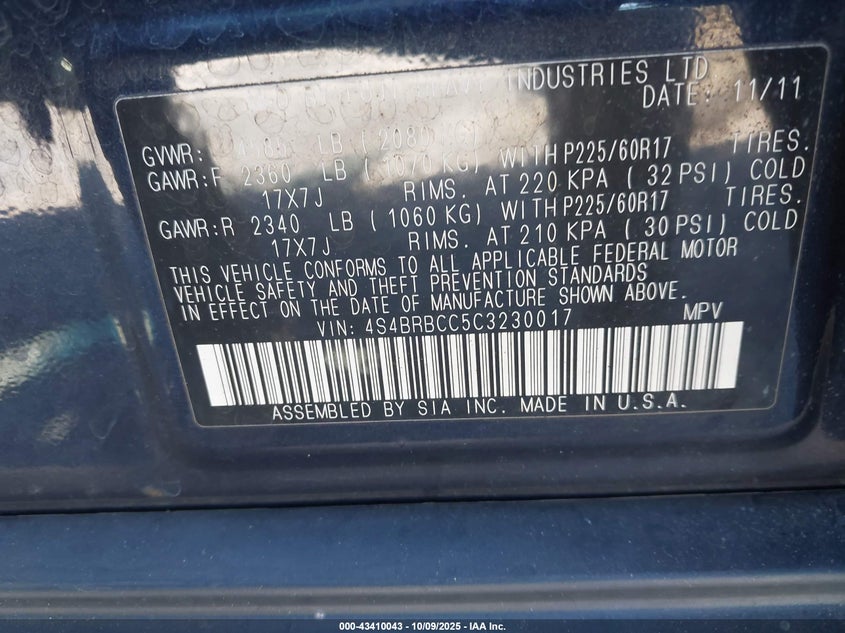 INDUSTRIES LTD
DATE: 11/11
GVWR: LB ( 2080
GAWR:F 2360 LB ( 1070 KG) WITH P225/60R17 TIRES.
17X7J RIMS. AT 220 KPA ( 32 PSI) COLD
GAWR:R 2340 LB ( 1060 KG) WITH P225/60R17 TIRES.
17X7J RIMS. AT 210 KPA ( 30 PSI) COLD
THIS VEHICLE CONFORMS TO ALL APPLICABLE FEDERAL MOTOR
VEHICLE SAFETY AND THEFT PREVENTION STANDARDS
IN EFFECT ON THE DATE OF MANUFACTURE SHOWN ABOVE.
VIN: 4S4BRBCC5C3230017 MPV
ASSEMBLED BY SIA INC. MADE IN U.S.A.
000-43410043 - 10/09/2025 - IAA Inc.